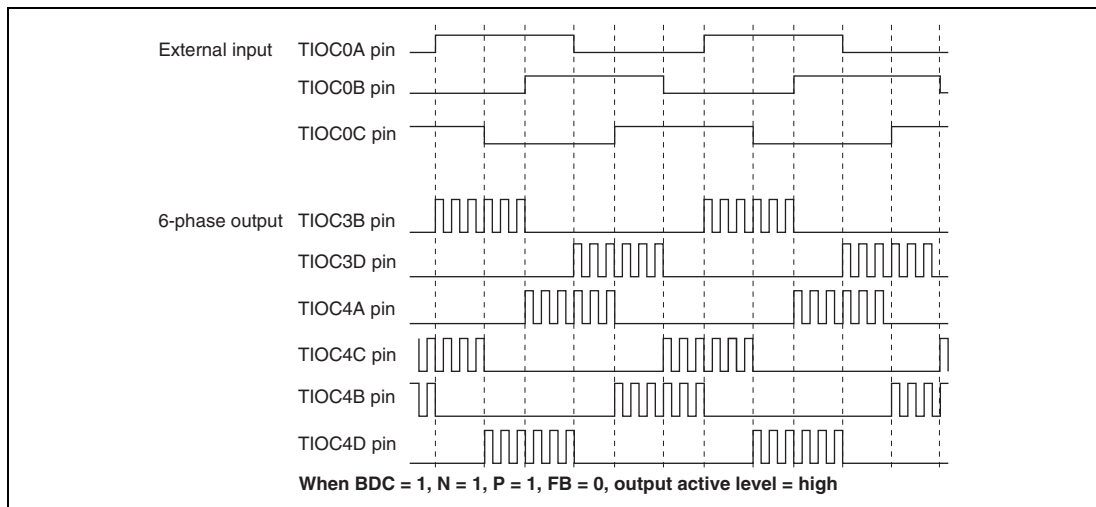 External input TIOC0A pin
TIOC0B pin
TIOC0C pin
6-phase output TIOC3B pin
TIOC3D pin
TIOC4A pin
TIOC4C pin
TIOC4B pin
TIOC4D pin
When BDC = 1, N = 1, P = 1, FB = 0, output active level = high